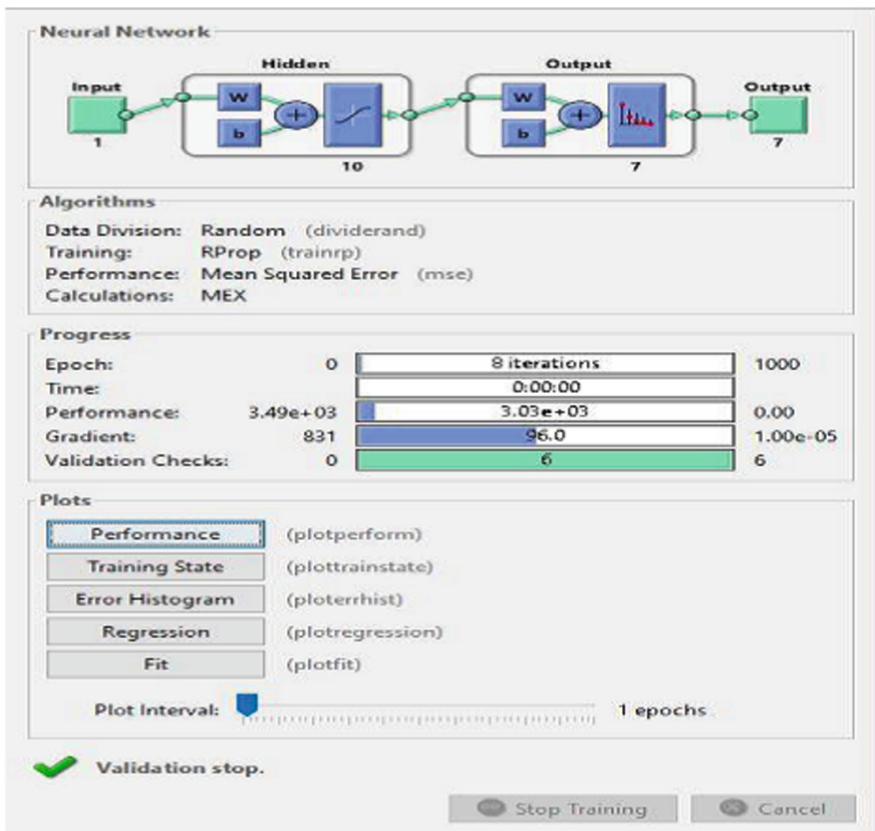 Neural Network
Hidden
Output
Input
Output
W
b
+
W
b
+
1
10
7
7
Algorithms
Data Division: Random (dividerand)
Training: RProp (trainrp)
Performance: Mean Squared Error (mse)
Calculations: MEX
Progress
Epoch: 0 8 iterations 1000
Time: 0:00:00
Performance: 3.49e+03 3.03e+03 0.00
Gradient: 831 96.0 1.00e-05
Validation Checks: 0 6 6
Plots
Performance (plotperform)
Training State (plottrainstate)
Error Histogram (ploterrhist)
Regression (plotregression)
Fit (plotfit)
Plot Interval: 1 epochs
Validation stop.
Stop Training Cancel